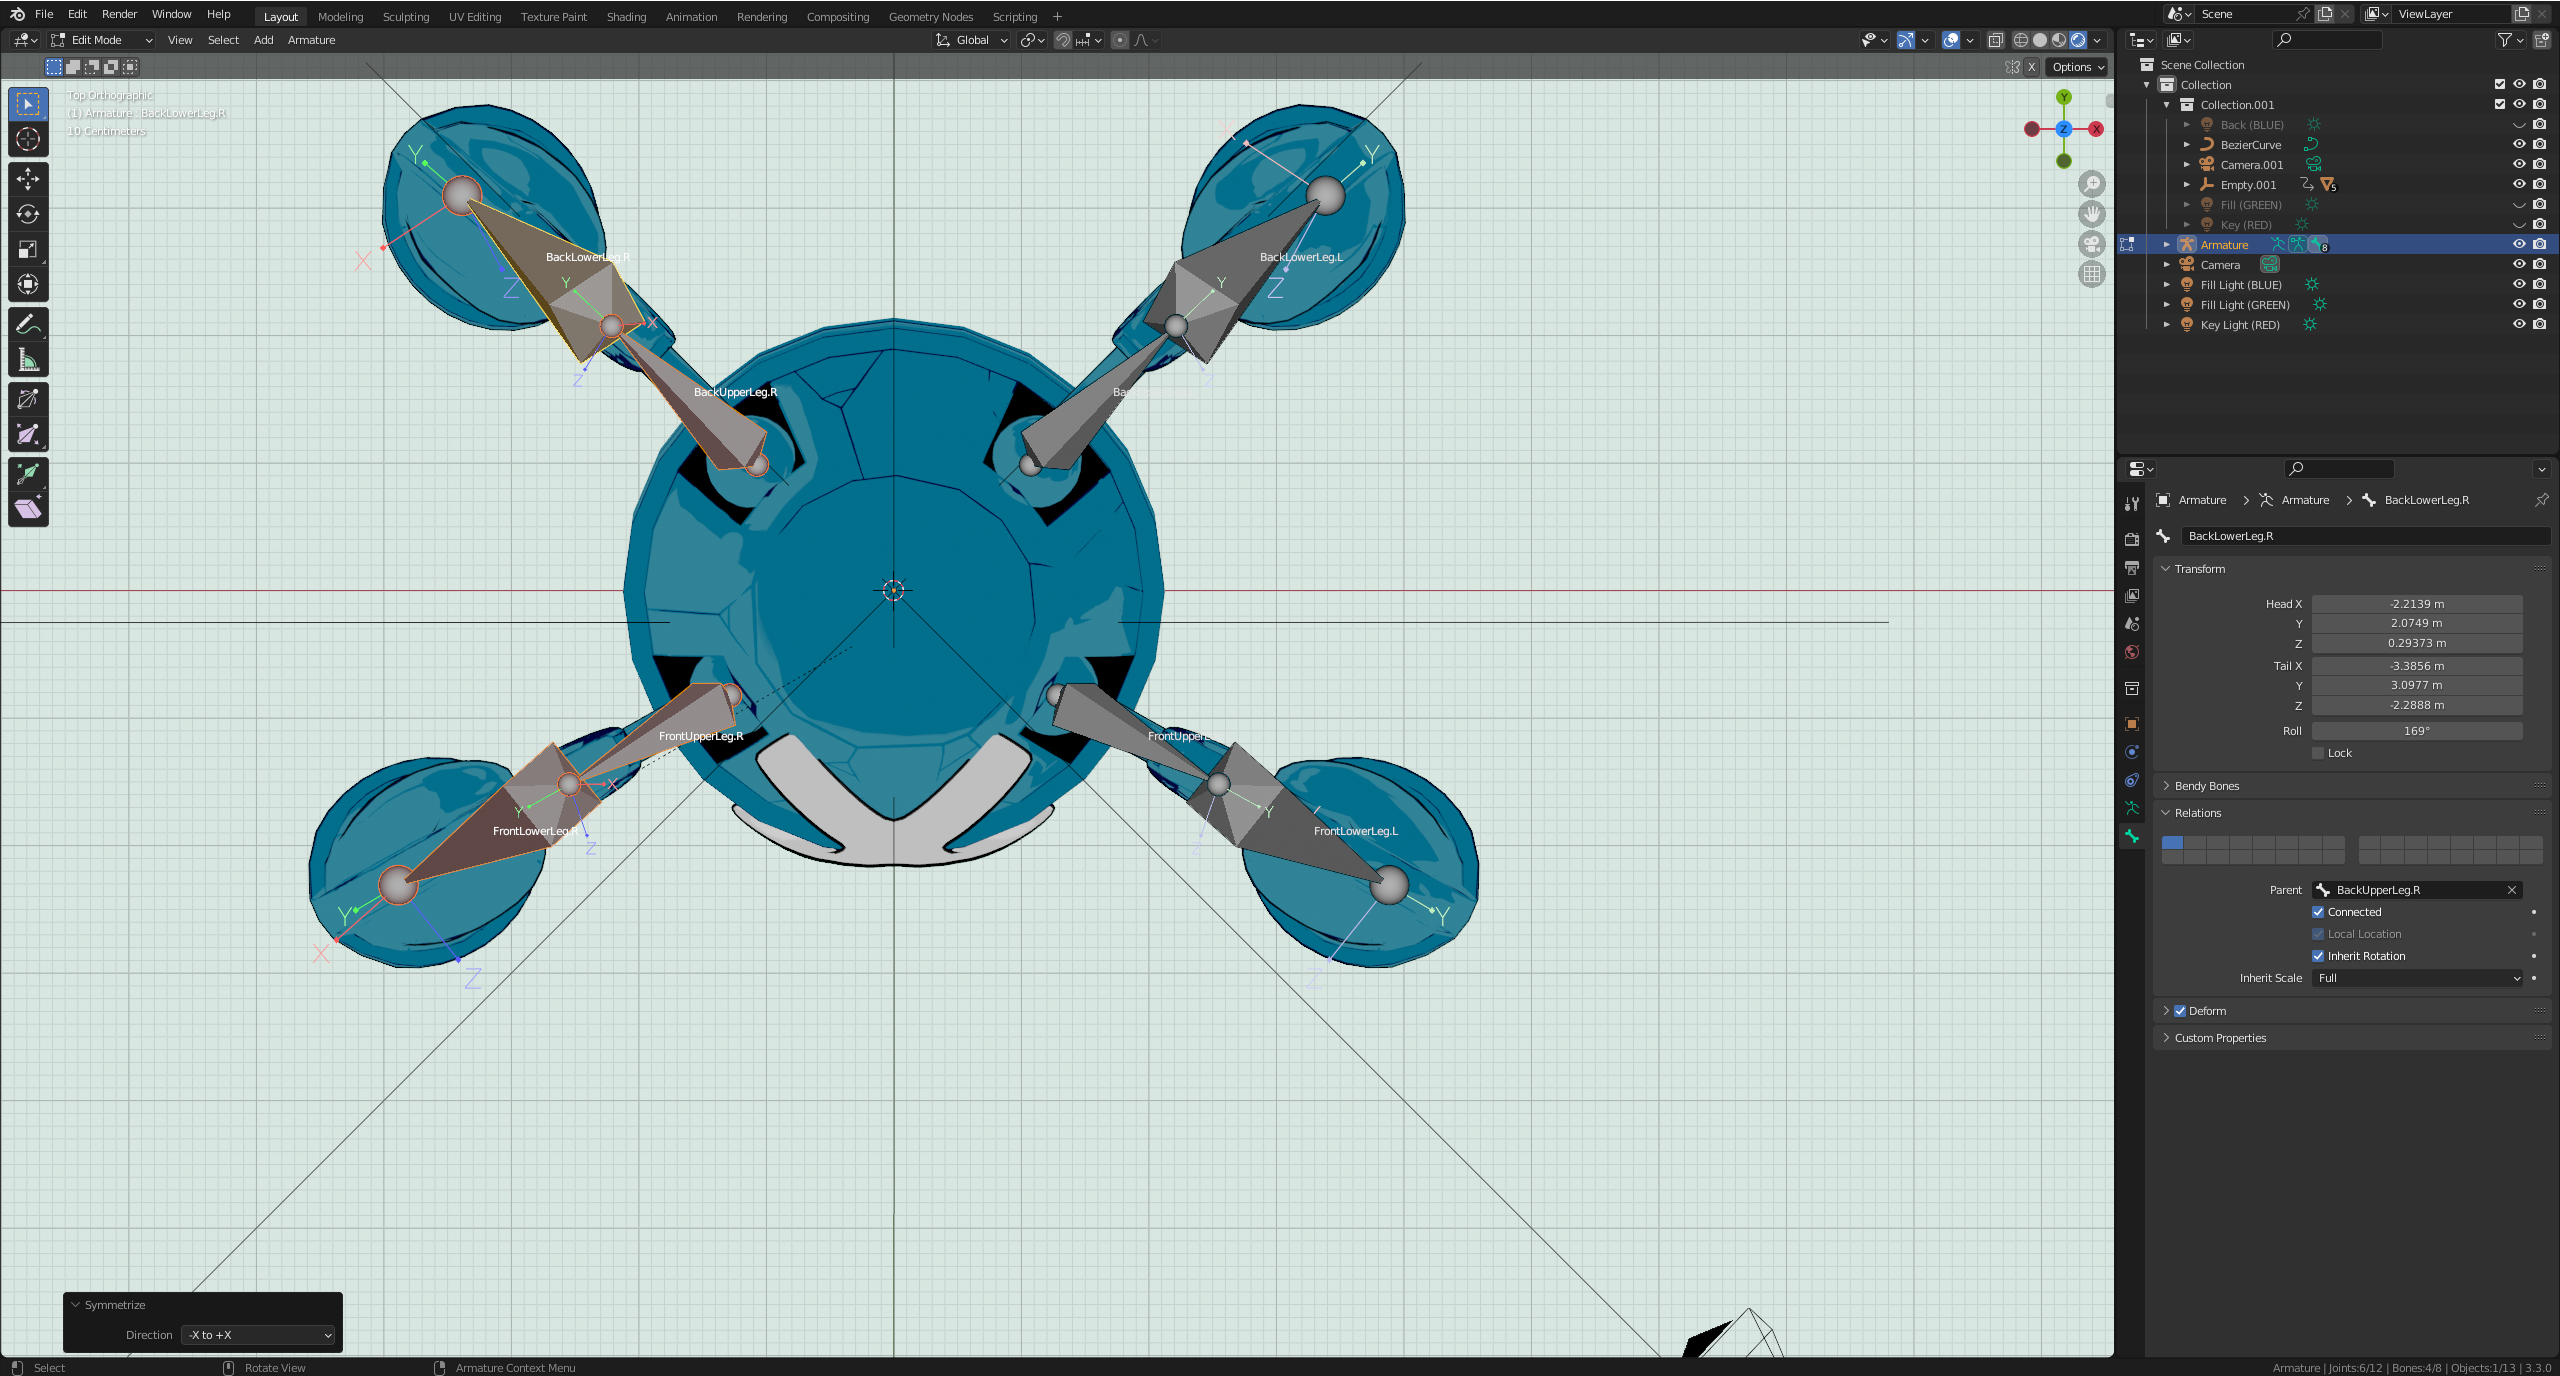 File Edit Render Window Help Layout Modeling Sculpting UV Editing Texture Paint Shading Animation Rendering Compositing Geometry Nodes Scripting + Scene ViewLayer
Edit Mode View Select Add Armature Global
X Options
Top Orthographic
(1) Armature : BackLowerLeg.R
10 Centimeters
Y
Z X
Y
X
Z
BackLowerLeg.R
Y
X
Z
BackUpperLeg.R
Y
BackLowerLeg.L
Z
Y
Z
Bac
FrontUpperLeg.R
X
Y
FrontLowerLeg.R
Z
Y
X
Z
FrontUpperLe
Y
FrontLowerLeg.L
Z
Y
Z
Symmetrize
Direction -X to +X
Scene Collection
Collection
Collection.001
Back (BLUE)
BezierCurve
Camera.001
Empty.001 5
Fill (GREEN)
Key (RED)
Armature 8
Camera
Fill Light (BLUE)
Fill Light (GREEN)
Key Light (RED)
Armature > Armature > BackLowerLeg.R
BackLowerLeg.R
Transform
Head X -2.2139 m
Y 2.0749 m
Z 0.29373 m
Tail X -3.3856 m
Y 3.0977 m
Z -2.2888 m
Roll 169°
Lock
Bendy Bones
Relations
Parent BackUpperLeg.R
Connected
Local Location
Inherit Rotation
Inherit Scale Full
Deform
Custom Properties
Select Rotate View Armature Context Menu Armature | Joints:6/12 | Bones:4/8 | Objects:1/13 | 3.3.0